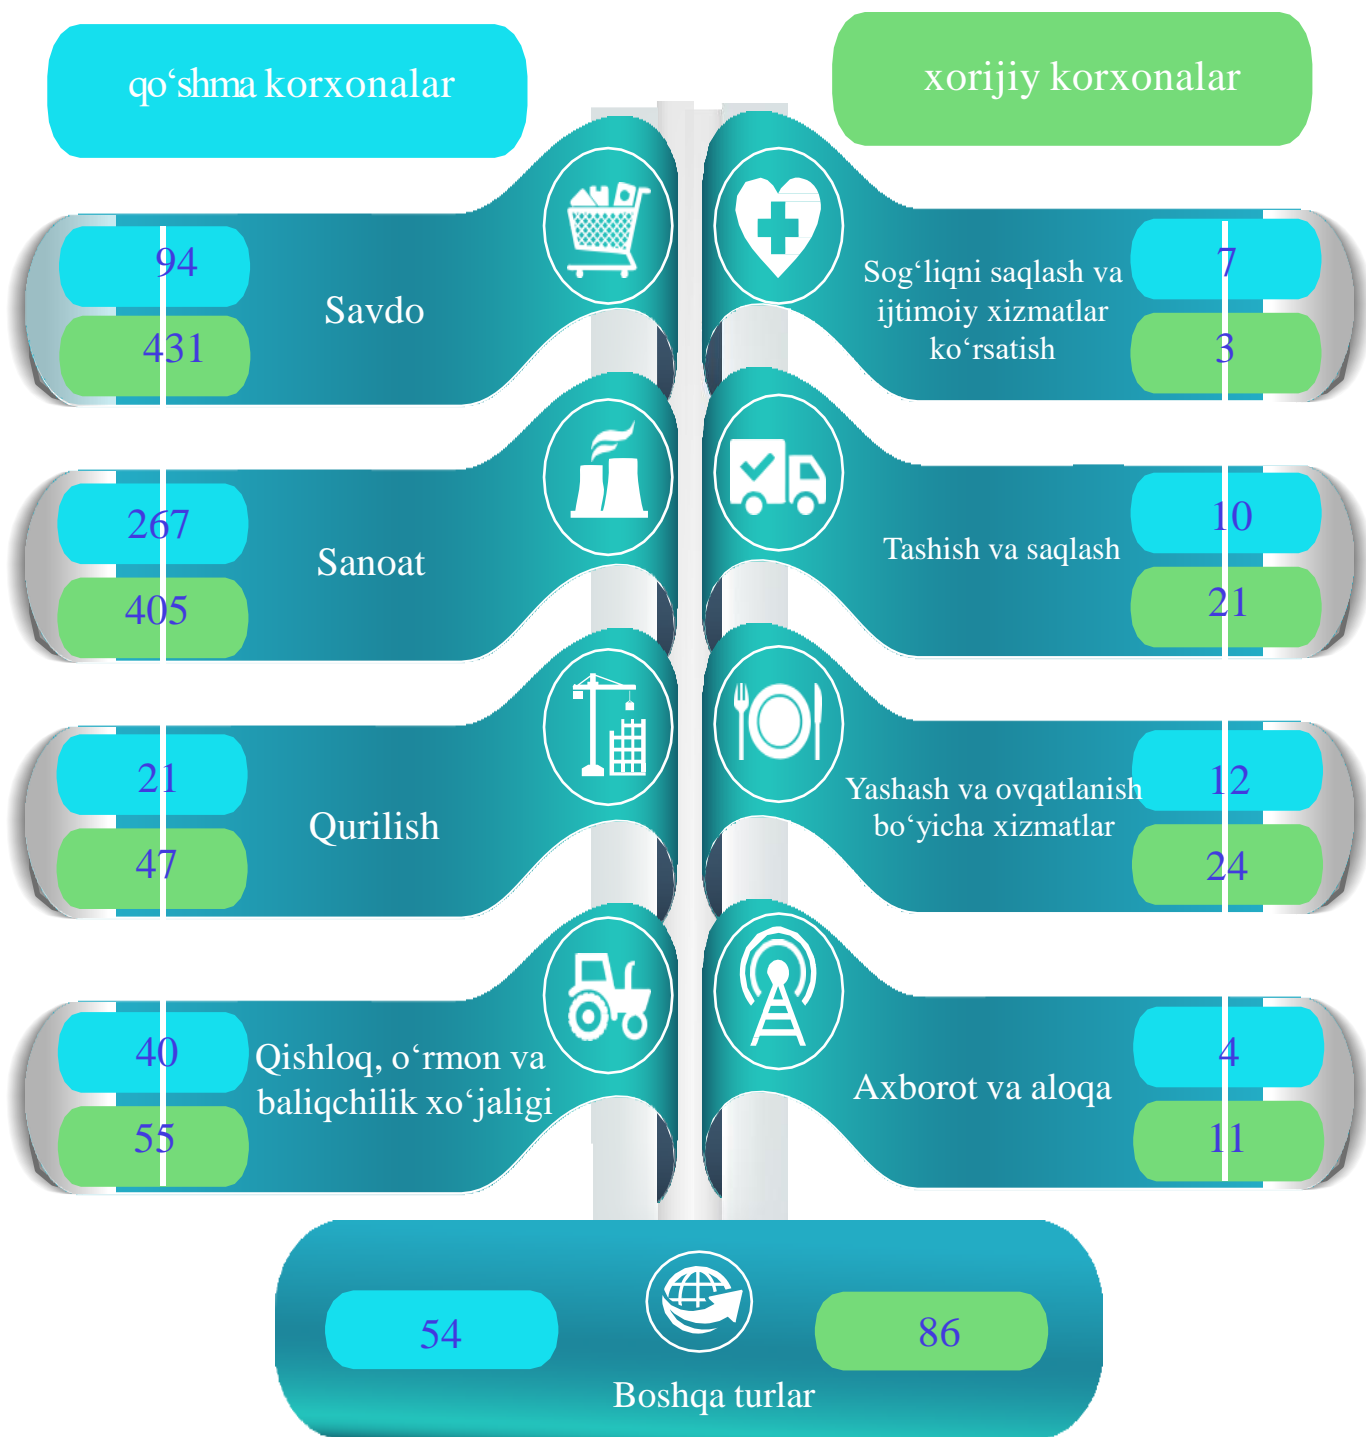 qo‘shma korxonalar
xorijiy korxonalar
94
431
Savdo
Sog‘liqni saqlash va
ijtimoiy xizmatlar
ko‘rsatish
7
3
267
405
Sanoat
Tashish va saqlash
10
21
21
47
Qurilish
Yashash va ovqatlanish
bo‘yicha xizmatlar
12
24
40
55
Qishloq, o‘rmon va
baliqchilik xo‘jaligi
Axborot va aloqa
4
11
54
86
Boshqa turlar